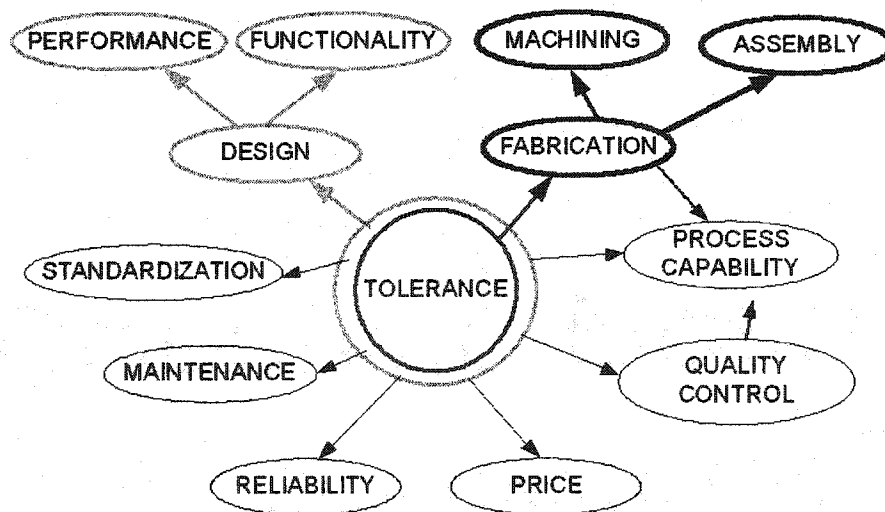 PERFORMANCE
FUNCTIONALITY
MACHINING
ASSEMBLY
DESIGN
FABRICATION
STANDARDIZATION
TOLERANCE
PROCESS
CAPABILITY
MAINTENANCE
QUALITY
CONTROL
RELIABILITY
PRICE